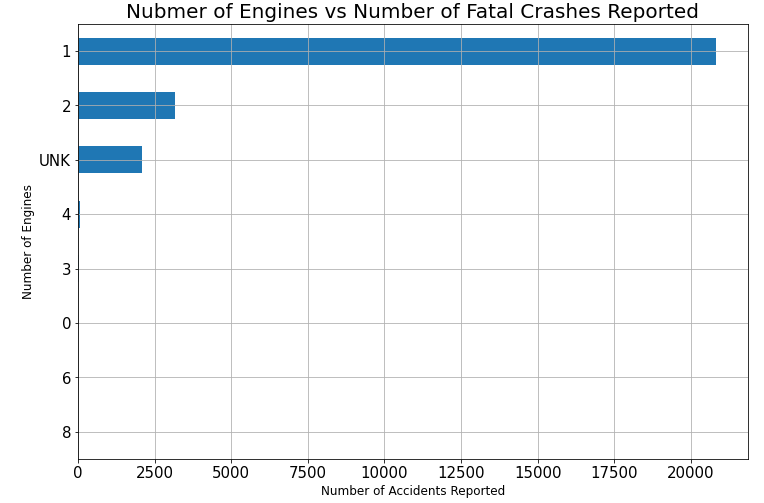 Nubmer of Engines vs Number of Fatal Crashes Reported
1
2
UNK
4
3
0
6
8
Number of Engines
0 2500 5000 7500 10000 12500 15000 17500 20000
Number of Accidents Reported